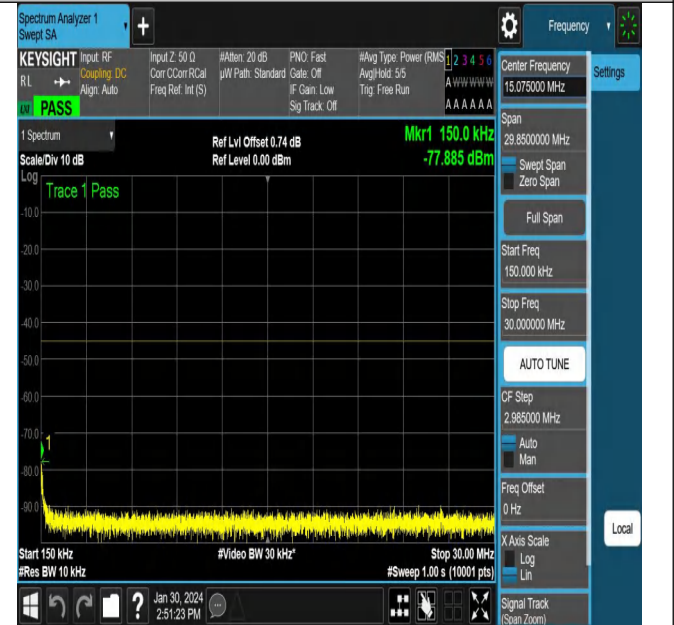 Spectrum Analyzer 1
Swept SA
+
Frequency
KEYSIGHT
RL
LXI PASS
Input: RF
Coupling: DC
Align: Auto
Input Z: 50 Ω
Corr CCorr RCal
Freq Ref: Int (S)
#Atten: 20 dB
µW Path: Standard
PNO: Fast
Gate: Off
IF Gain: Low
Sig Track: Off
#Avg Type: Power (RMS
Avg|Hold: 5/5
Trig: Free Run
1 2 3 4 5 6
A W W W W W
A A A A A A
1 Spectrum
Scale/Div 10 dB
Ref Lvl Offset 0.74 dB
Ref Level 0.00 dBm
Mkr1 150.0 kHz
-77.885 dBm
Log
Trace 1 Pass
-10.0
-20.0
-30.0
-40.0
-50.0
-60.0
-70.0
-80.0
-90.0
1
Start 150 kHz
#Res BW 10 kHz
#Video BW 30 kHz*
Stop 30.00 MHz
#Sweep 1.00 s (10001 pts)
Center Frequency
15.075000 MHz
Settings
Span
29.8500000 MHz
Swept Span
Zero Span
Full Span
Start Freq
150.000 kHz
Stop Freq
30.000000 MHz
AUTO TUNE
CF Step
2.985000 MHz
Auto
Man
Freq Offset
0 Hz
X Axis Scale
Log
Lin
Signal Track
(Span Zoom)
Local
?
Jan 30, 2024
2:51:23 PM